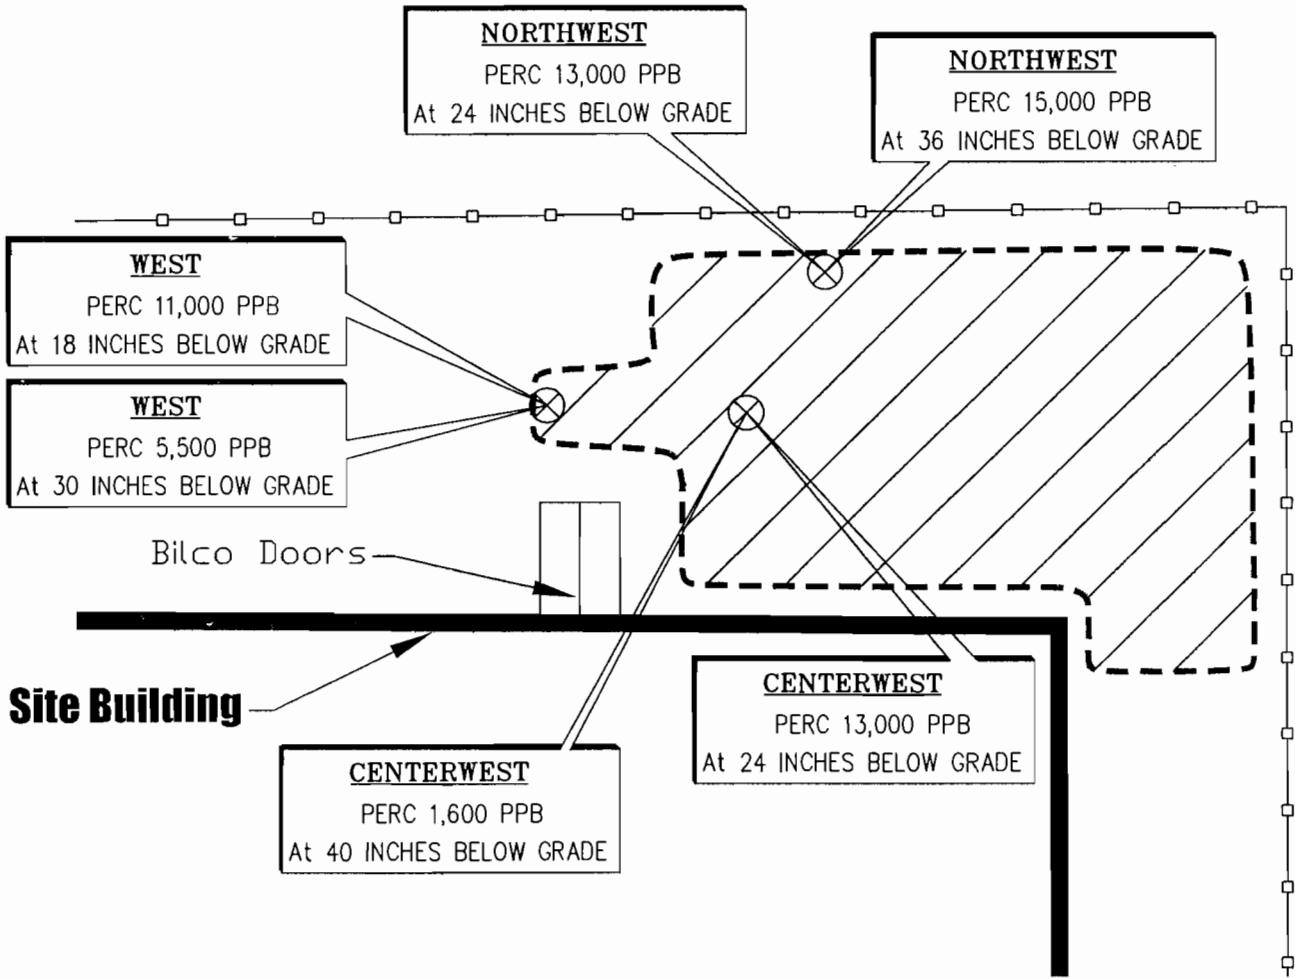 NORTHWEST
PERC 13,000 PPB
At 24 INCHES BELOW GRADE
NORTHWEST
PERC 15,000 PPB
At 36 INCHES BELOW GRADE
WEST
PERC 11,000 PPB
At 18 INCHES BELOW GRADE
WEST
PERC 5,500 PPB
At 30 INCHES BELOW GRADE
Bilco Doors
Site Building
CENTERWEST
PERC 13,000 PPB
At 24 INCHES BELOW GRADE
CENTERWEST
PERC 1,600 PPB
At 40 INCHES BELOW GRADE